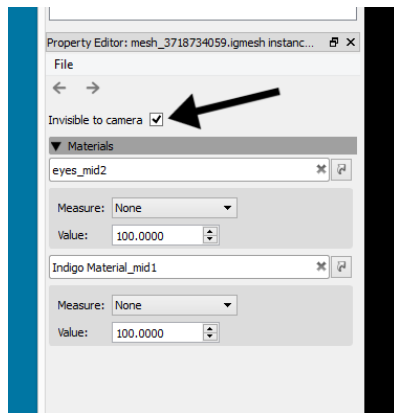 Property Editor: mesh_3718734059.igmesh instanc...
File
Invisible to camera
Materials
eyes_mid2
Measure: None
Value: 100.0000
Indigo Material_mid1
Measure: None
Value: 100.0000